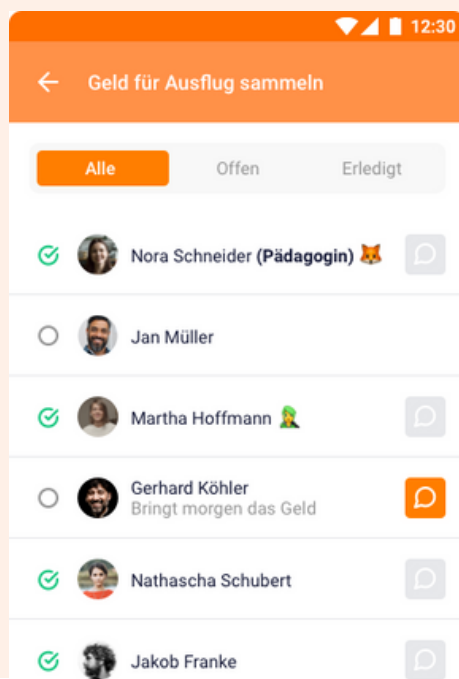 12:30
Geld für Ausflug sammeln
Alle Offen Erledigt
Nora Schneider (Pädagogin) 🦊
Jan Müller
Martha Hoffmann 🧝‍♂️
Gerhard Köhler
Bringt morgen das Geld
Nathascha Schubert
Jakob Franke